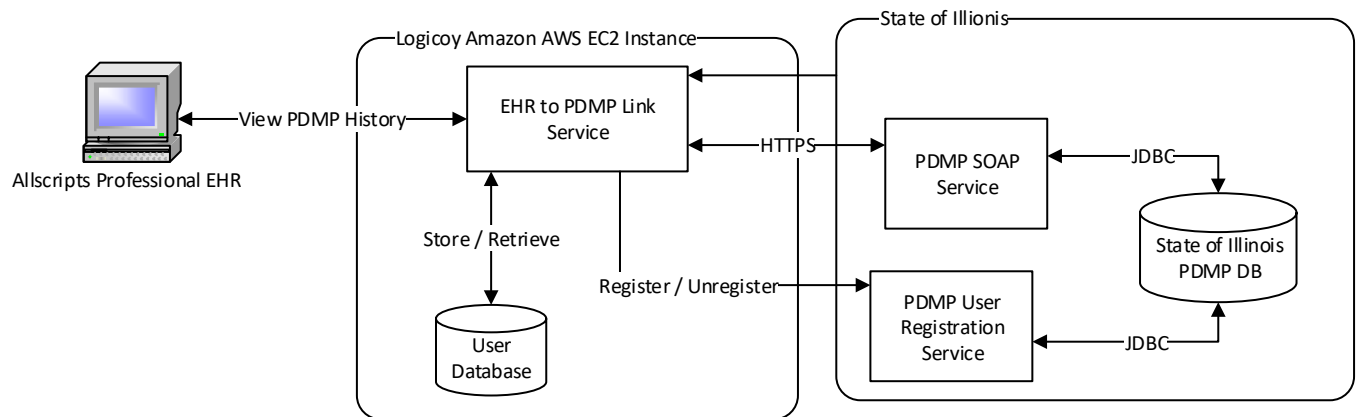 State of Illionis
Logicoy Amazon AWS EC2 Instance
EHR to PDMP Link
Service
View PDMP History
HTTPS
PDMP SOAP
Service
JDBC
Allscripts Professional EHR
Store / Retrieve
State of Illinois
PDMP DB
Register / Unregister
PDMP User
Registration
Service
JDBC
User
Database